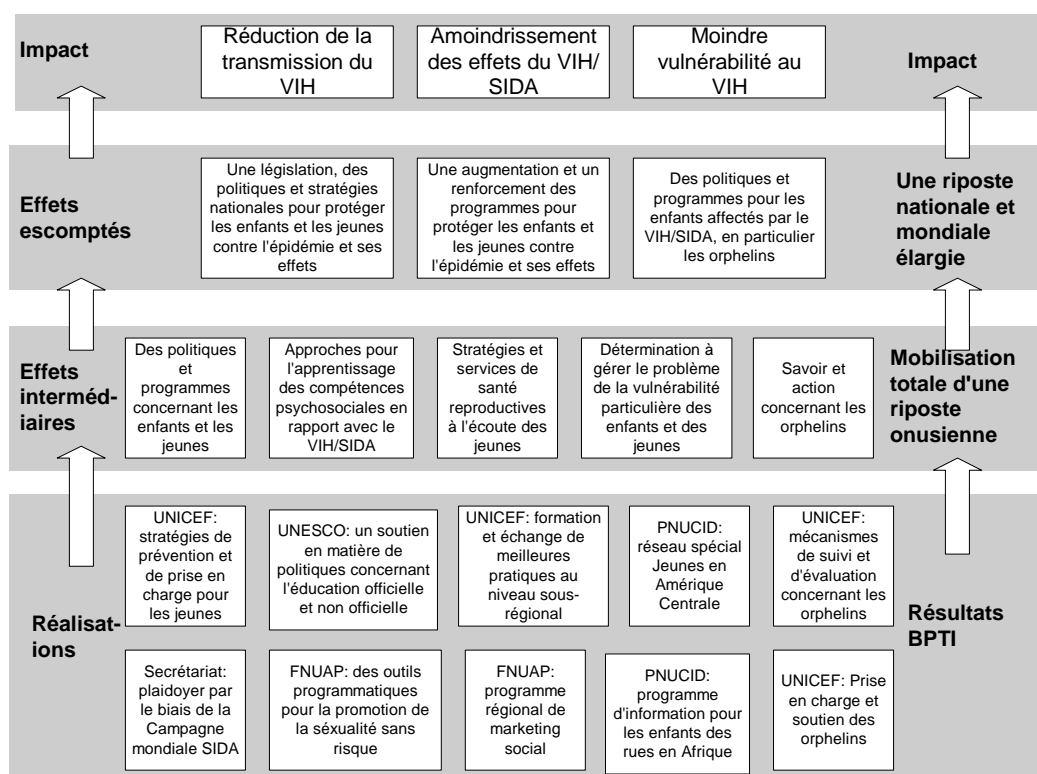 Impact
Réduction de la
transmission du
VIH
Amoindrissement
des effets du VIH/
SIDA
Moindre
vulnérabilité au
VIH
Impact
Effets
escomptés
Une législation, des
politiques et stratégies
nationales pour protéger
les enfants et les jeunes
contre l'épidémie et ses
effets
Une augmentation et un
renforcement des
programmes pour
protéger les enfants et
les jeunes contre
l'épidémie et ses effets
Des politiques et
programmes pour les
enfants affectés par le
VIH/SIDA, en particulier
les orphelins
Une riposte
nationale et
mondiale
élargie
Effets
interméd-
iaires
Des politiques
et
programmes
concernant les
enfants et les
jeunes
Approches pour
l'apprentissage
des compétences
psychosociales en
rapport avec le
VIH/SIDA
Stratégies et
services de
santé
reproductives
à l'écoute des
jeunes
Détermination à
gérer le problème
de la vulnérabilité
particulière des
enfants et des
jeunes
Savoir et
action
concernant les
orphelins
Mobilisation
totale d'une
riposte
onusienne
Réalisat-
ions
UNICEF:
stratégies de
prévention et
de prise en
charge pour
les jeunes
UNESCO: un soutien
en matière de
politiques concernant
l'éducation officielle
et non officielle
UNICEF: formation
et échange de
meilleures
pratiques au
niveau sous-
régional
PNUCID:
réseau spécial
Jeunes en
Amérique
Centrale
UNICEF:
mécanismes
de suivi et
d'évaluation
concernant les
orphelins
Secrétariat:
plaidoyer par
le biais de la
Campagne
mondiale SIDA
FNUAP: des outils
programmatiques
pour la promotion de
la séxualité sans
risque
FNUAP:
programme
régional de
marketing
social
PNUCID:
programme
d'information pour
les enfants des
rues en Afrique
UNICEF: Prise
en charge et
soutien des
orphelins
Résultats
BPTI